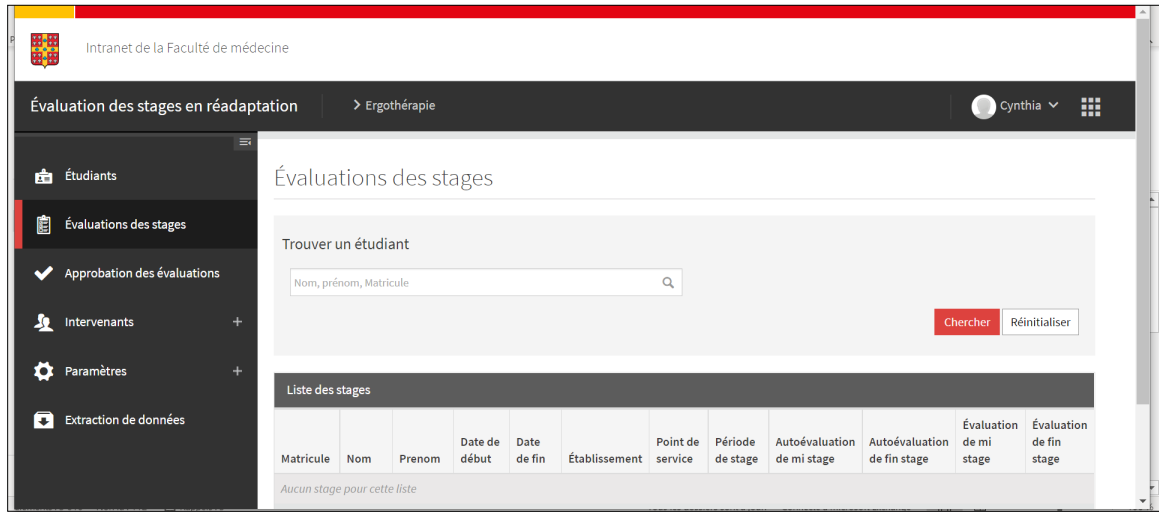 Intranet de la Faculté de médecine
Évaluation des stages en réadaptation
Ergothérapie
Cynthia
Étudiants
Évaluations des stages
Approbation des évaluations
Intervenants +
Paramètres +
Extraction de données
Évaluations des stages
Trouver un étudiant
Nom, prénom, Matricule
Chercher Réinitialiser
Liste des stages
Matricule Nom Prenom Date de début Date de fin Établissement Point de service Période de stage Autoévaluation de mi stage Autoévaluation de fin stage Évaluation de mi stage Évaluation de fin stage
Aucun stage pour cette liste